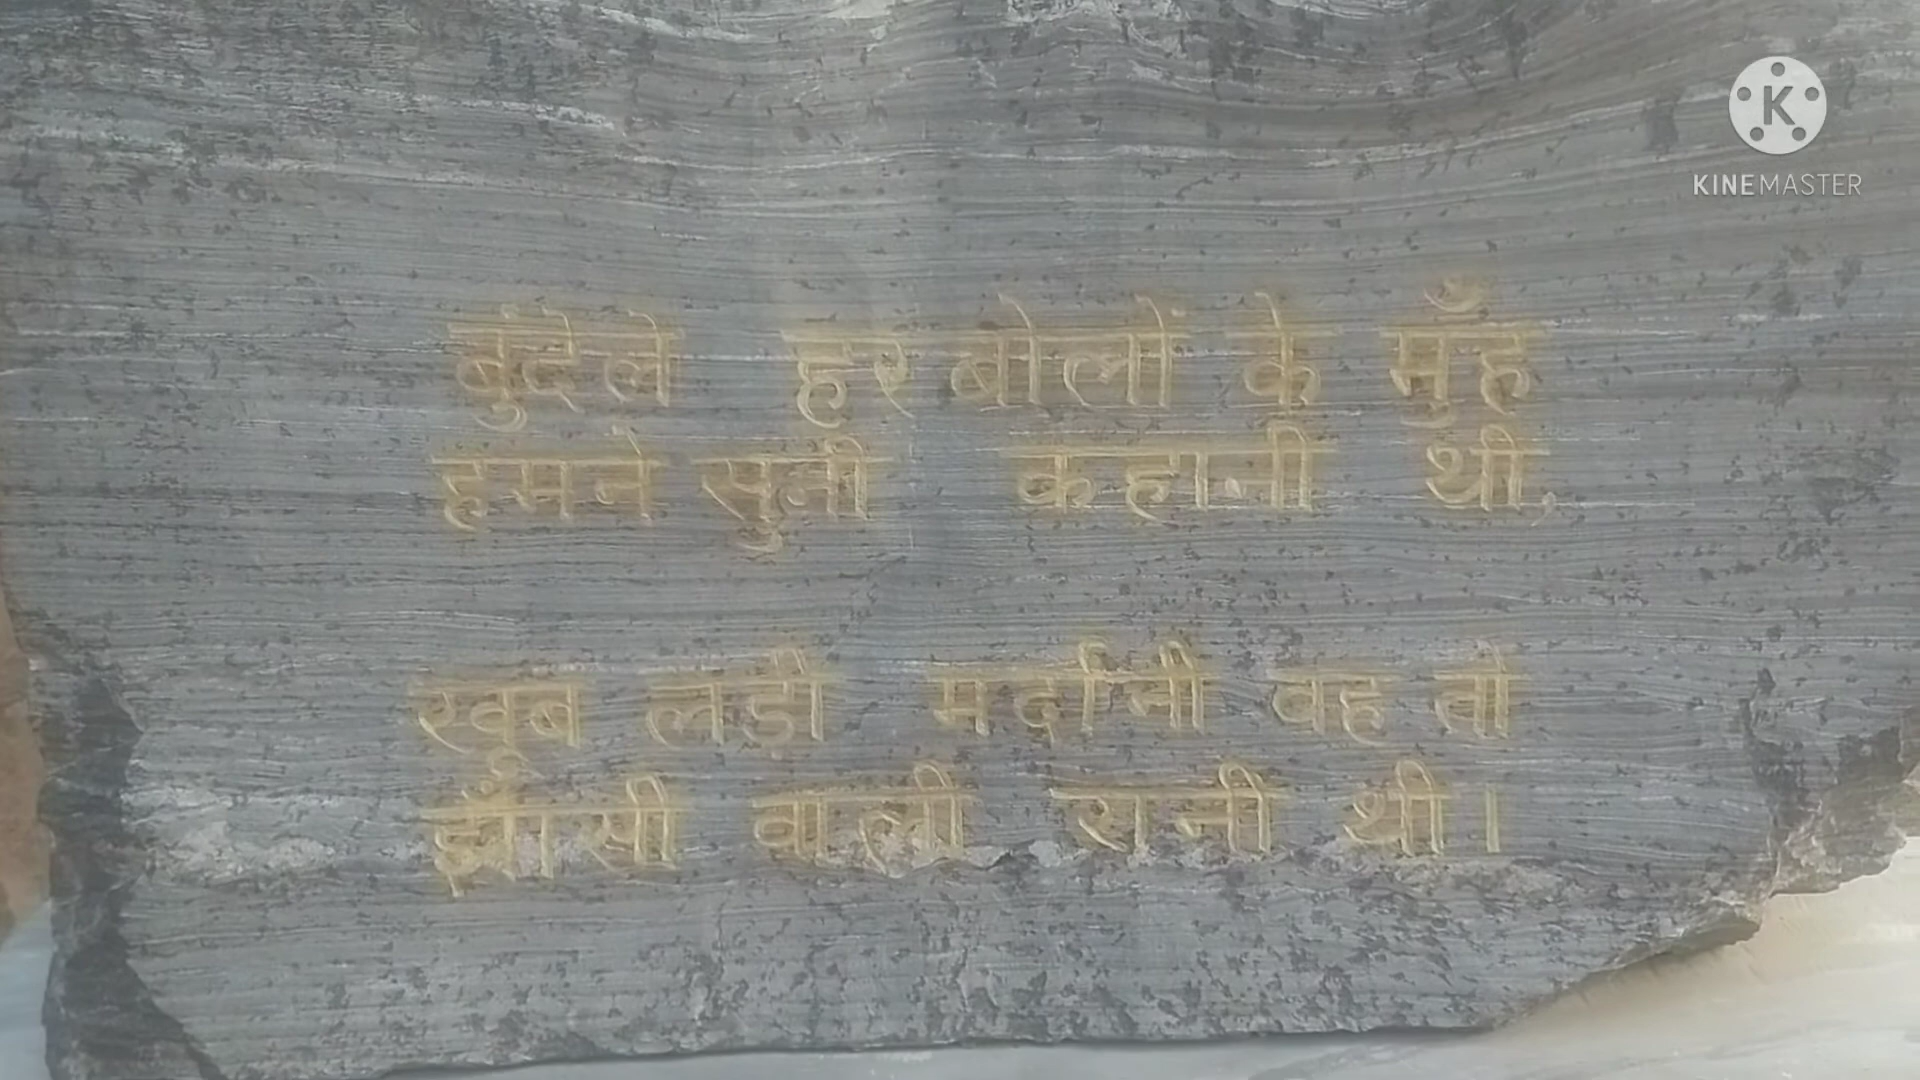 KINEMASTER
बुंदेले हर बोलों के मुँह
हमने सुनी कहानी थी,
खूब लड़ी मर्दानी वह तो
झाँसी वाली रानी थी।